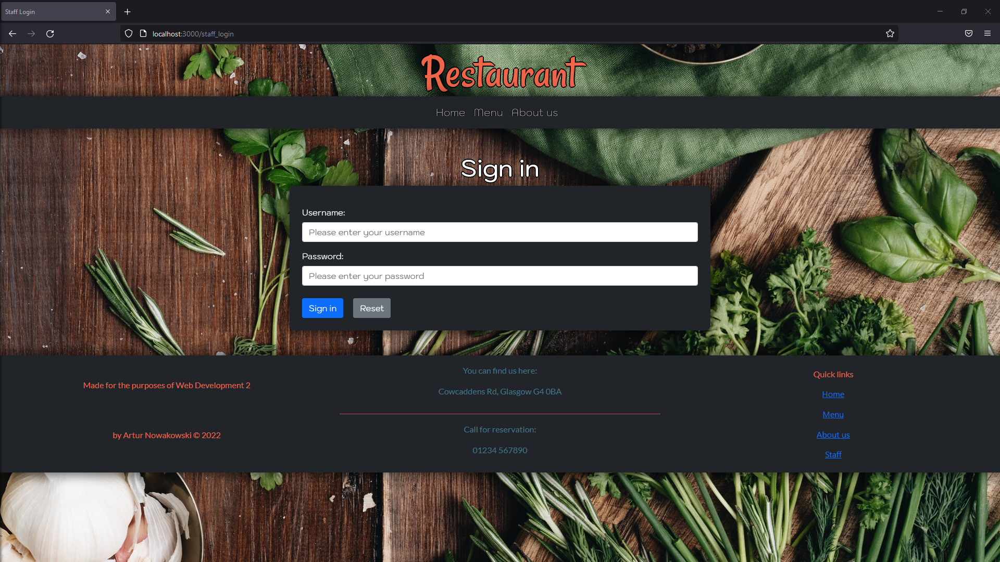 Staff Login
localhost:3000/staff_login
Restaurant
Home Menu About us
Sign in
Username:
Please enter your username
Password:
Please enter your password
Sign in Reset
Made for the purposes of Web Development 2
by Artur Nowakowski © 2022
You can find us here:
Cowcaddens Rd, Glasgow G4 0BA
Call for reservation:
01234 567890
Quick links
Home
Menu
About us
Staff